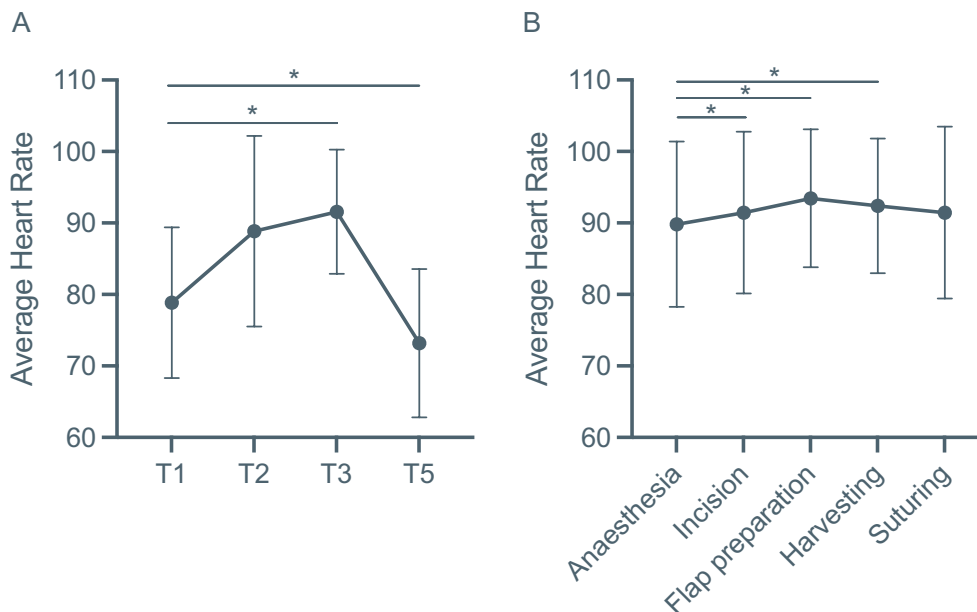 A
Average Heart Rate
110
100
90
80
70
60
*
*
T1 T2 T3 T5
B
Average Heart Rate
110
100
90
80
70
60
*
*
*
Anaesthesia
Incision
Flap preparation
Harvesting
Suturing